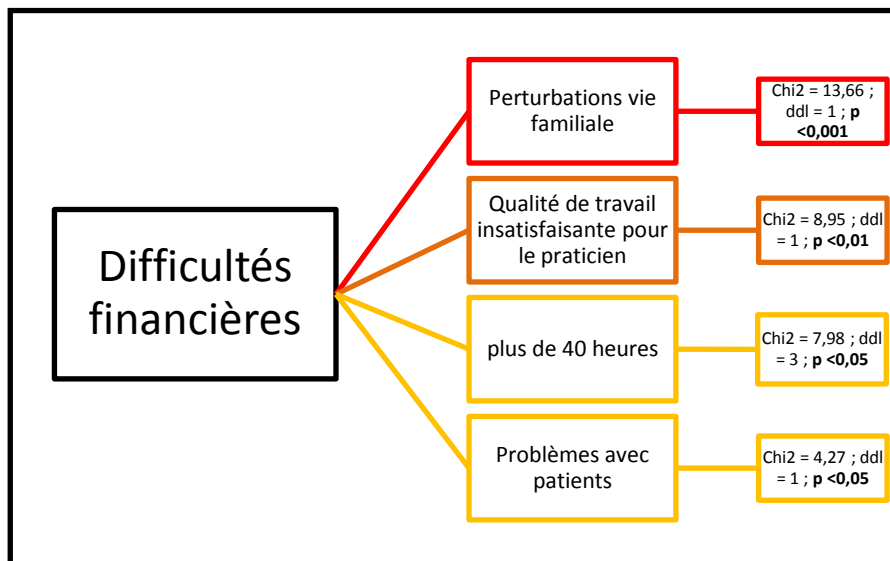 Difficultés
financières
Perturbations vie
familiale
Chi2 = 13,66 ;
ddl = 1 ; p
<0,001
Qualité de travail
insatisfaisante pour
le praticien
Chi2 = 8,95 ; ddl
= 1 ; p <0,01
plus de 40 heures
Chi2 = 7,98 ; ddl
= 3 ; p <0,05
Problèmes avec
patients
Chi2 = 4,27 ; ddl
= 1 ; p <0,05